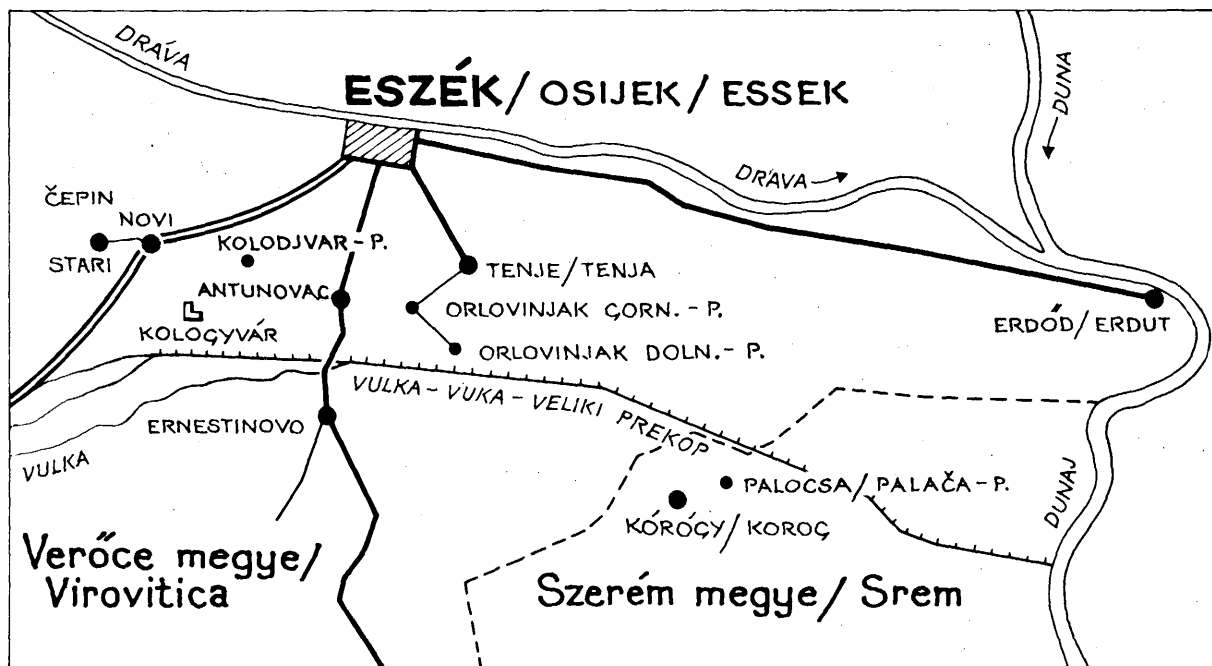 DRÁVA
DUNA
ESZÉK / OSIJEK / ESSEK
DRÁVA
ČEPIN
NOVI
STARI
KOLODJVAR-P.
TENJE/TENJA
ANTUNOVAC
ORLOVINJAK GORN.-P.
KOLOGYVÁR
ERDŐD/ERDUT
ORLOVINJAK DOLN.-P.
VULKA-VUKA-VELIKI PREKOP
ERNESTINOVO
VULKA
PALOCSA/PALAČA-P.
DUNAJ
KÓRÓGY/KOROG
Verőce megye/
Virovitica
Szerém megye/Srem